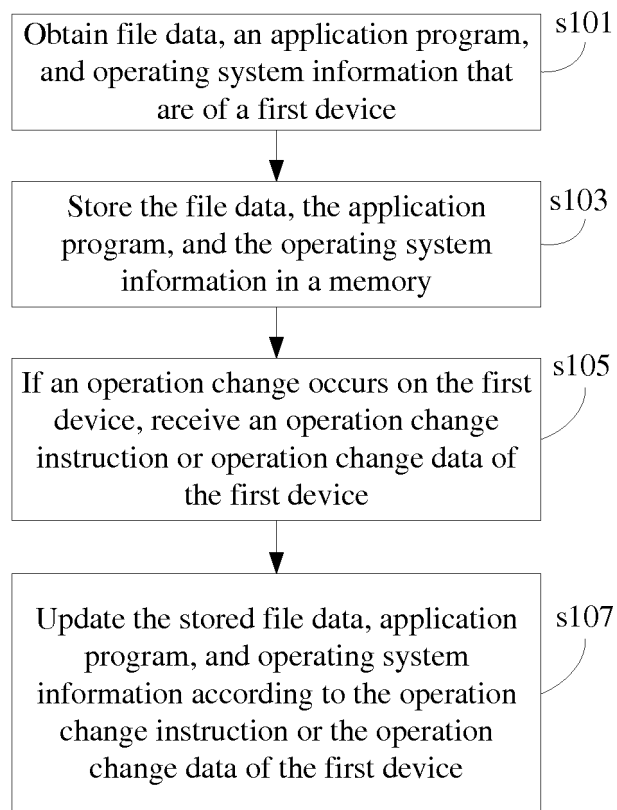 Obtain file data, an application program,
and operating system information that
are of a first device
s101
Store the file data, the application
program, and the operating system
information in a memory
s103
If an operation change occurs on the first
device, receive an operation change
instruction or operation change data of
the first device
s105
Update the stored file data, application
program, and operating system
information according to the operation
change instruction or the operation
change data of the first device
s107